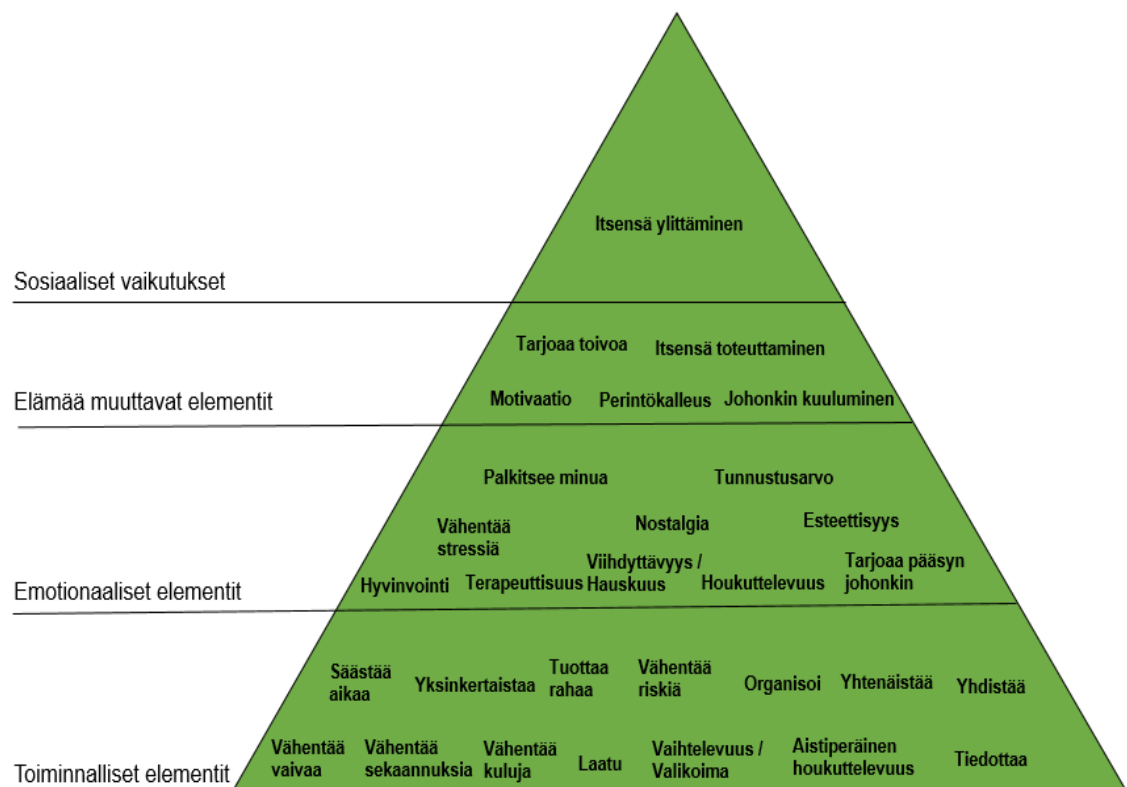 Itsensä ylittäminen
Sosiaaliset vaikutukset
Tarjoaa toivoa
Itsensä toteuttaminen
Elämää muuttavat elementit
Motivaatio
Perintökalleus
Johonkin kuuluminen
Palkitsee minua
Tunnustusarvo
Vähentää
stressiä
Nostalgia
Esteettisyys
Emotionaaliset elementit
Hyvinvointi
Terapeuttisuus
Viihdyttävyys /
Hauskuus
Houkuttelevuus
Tarjoaa pääsyn
johonkin
Säästää
aikaa
Yksinkertaistaa
Tuottaa
rahaa
Vähentää
riskiä
Organisoi
Yhtenäistää
Yhdistää
Toiminnalliset elementit
Vähentää
vaivaa
Vähentää
sekaannuksia
Vähentää
kuluja
Laatu
Vaihtelevuus /
Valikoima
Aistiperäinen
houkuttelevuus
Tiedottaa